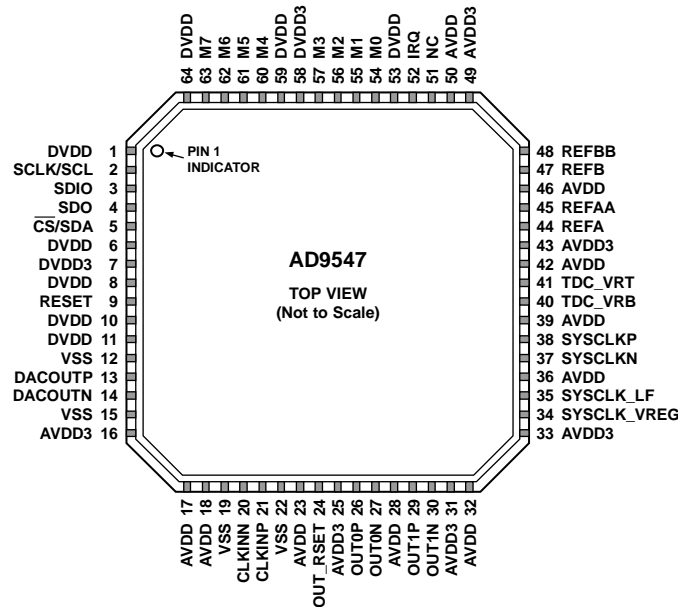 64 DVDD
63 M7
62 M6
61 M5
60 M4
59 DVDD
58 DVDD3
57 M3
56 M2
55 M1
54 M0
53 DVDD
52 IRQ
51 NC
50 AVDD
49 AVDD3
DVDD 1
SCLK/SCL 2
SDIO 3
SDO 4
CS/SDA 5
DVDD 6
DVDD3 7
DVDD 8
RESET 9
DVDD 10
DVDD 11
VSS 12
DACOUTP 13
DACOUTN 14
VSS 15
AVDD3 16
PIN 1
INDICATOR
AD9547
TOP VIEW
(Not to Scale)
48 REFBB
47 REFB
46 AVDD
45 REFAA
44 REFA
43 AVDD3
42 AVDD
41 TDC_VRT
40 TDC_VRB
39 AVDD
38 SYSCLKP
37 SYSCLKN
36 AVDD
35 SYSCLK_LF
34 SYSCLK_VREG
33 AVDD3
AVDD 17
AVDD 18
VSS 19
CLKINN 20
CLKINP 21
VSS 22
AVDD 23
OUT_RSET 24
AVDD3 25
OUT0P 26
OUT0N 27
AVDD 28
OUT1P 29
OUT1N 30
AVDD3 31
AVDD 32